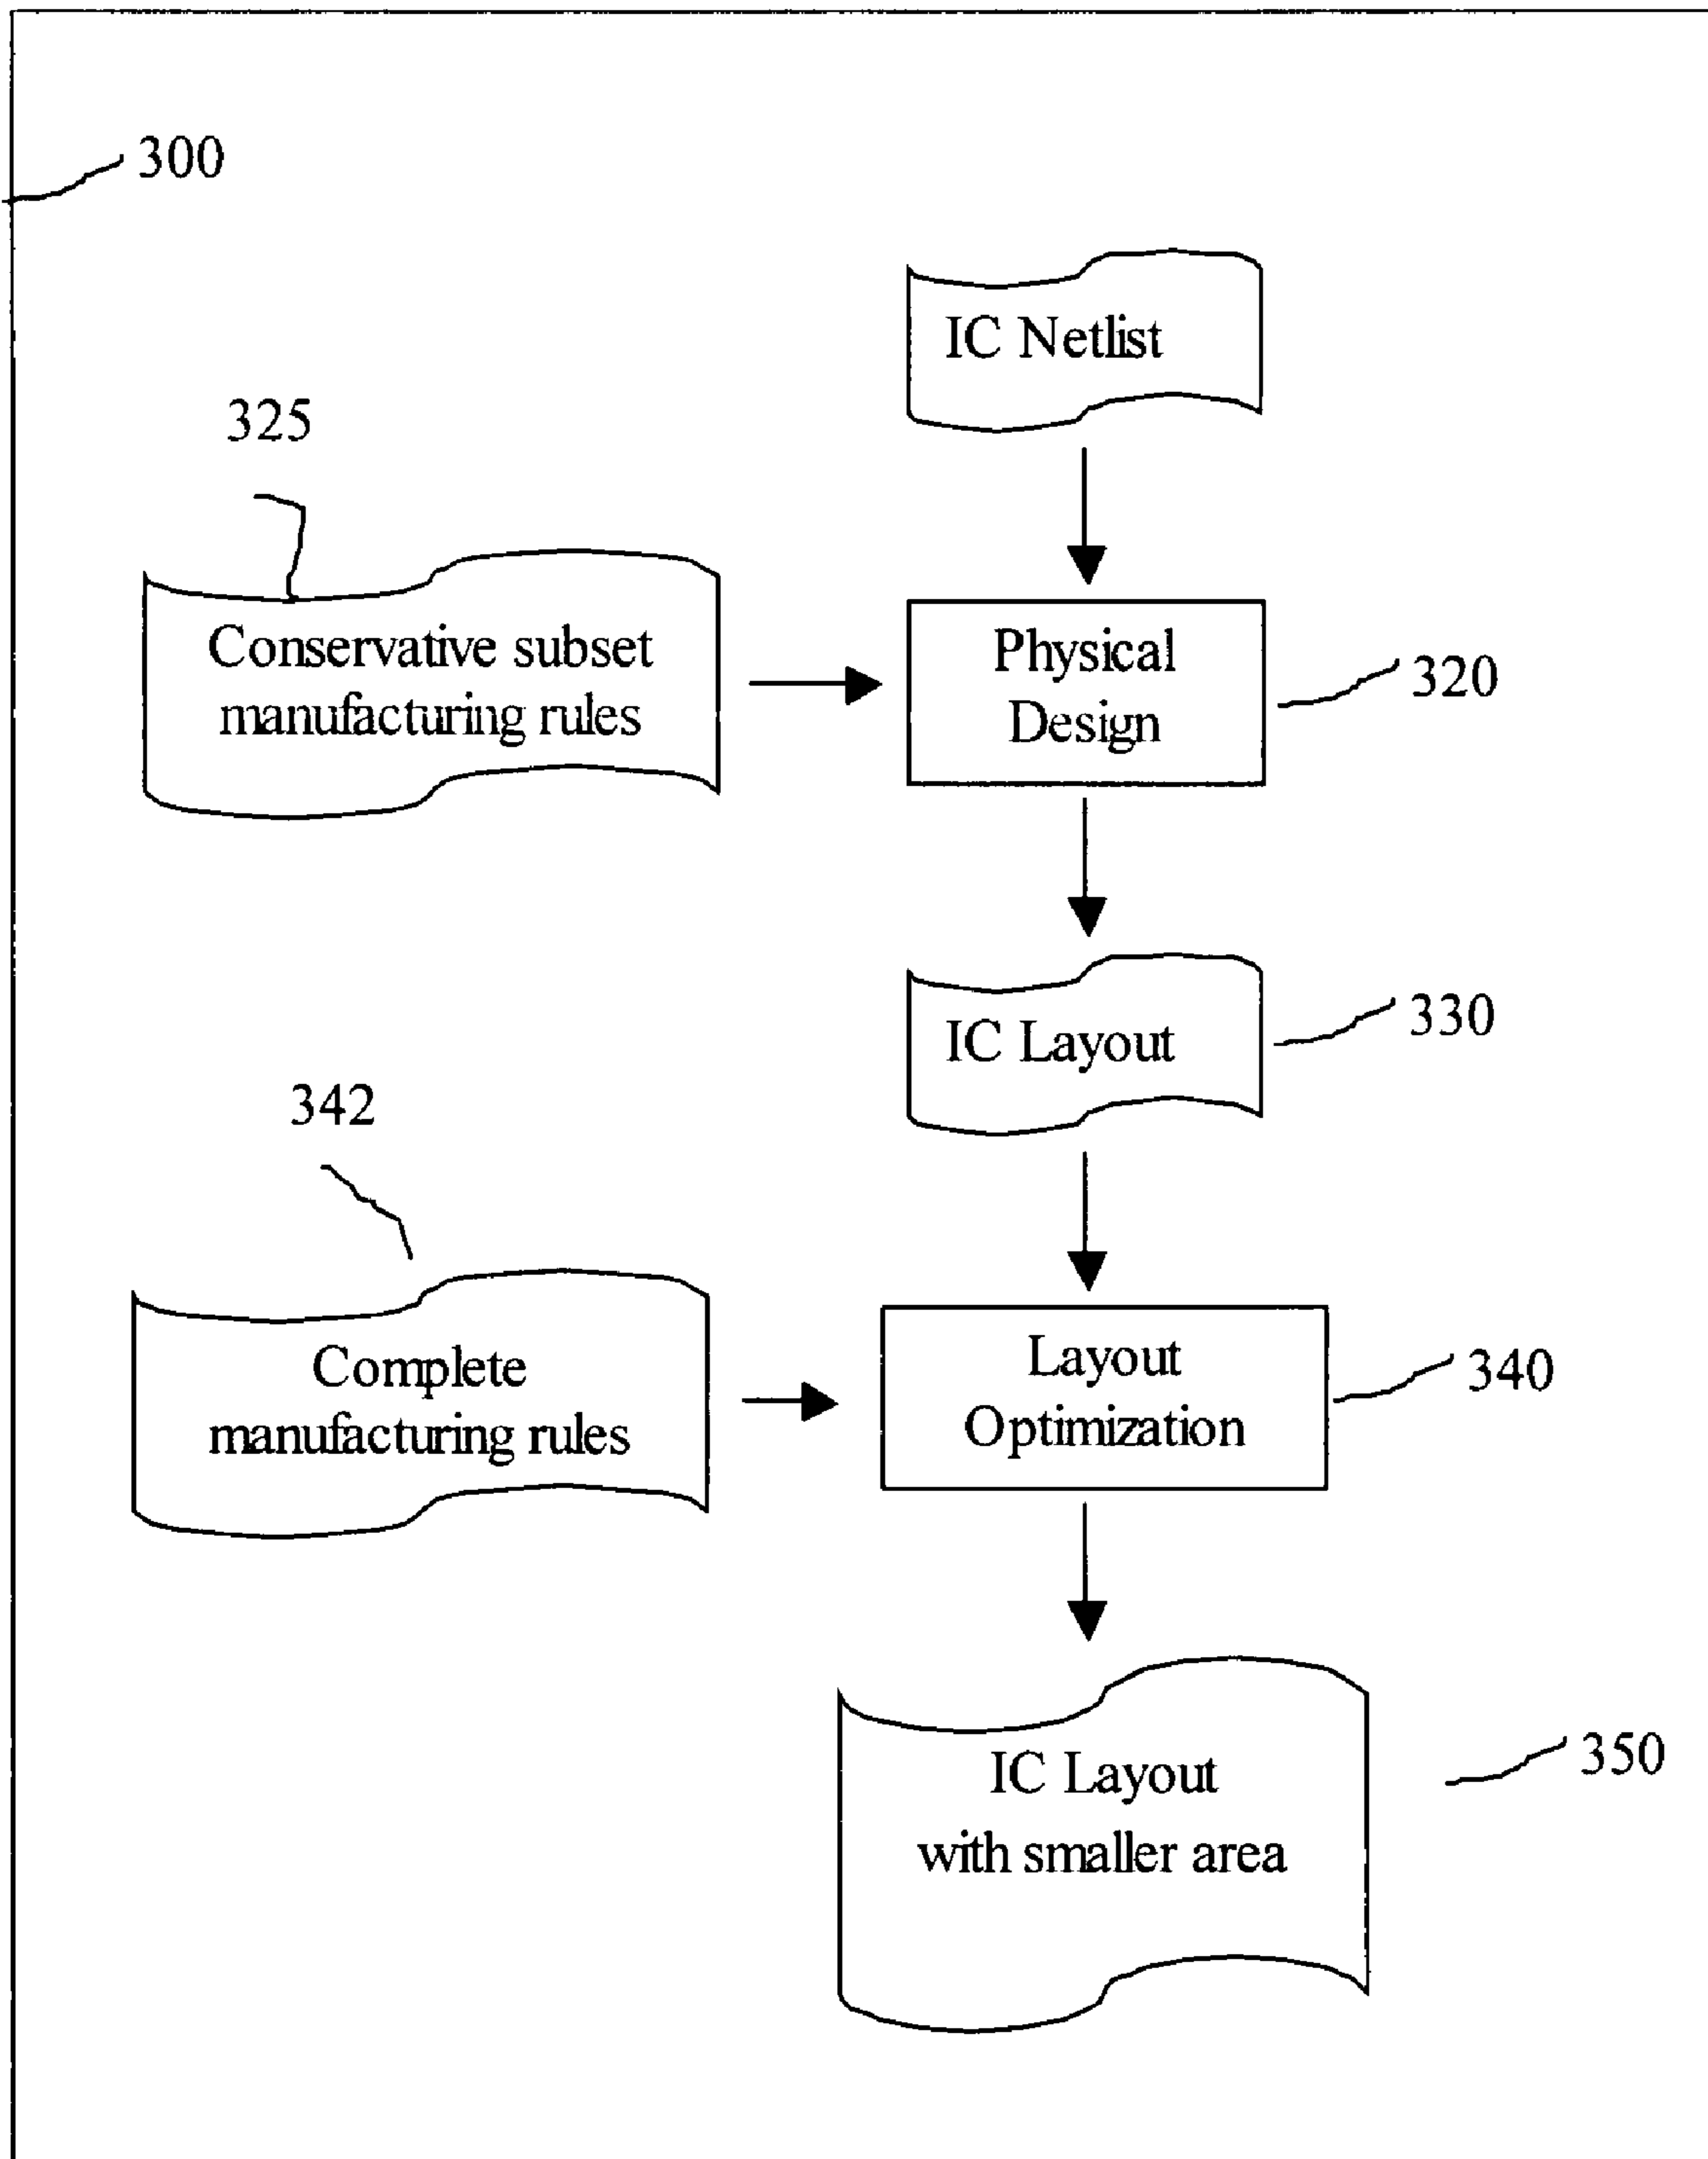 300
IC Netlist
325
Conservative subset
manufacturing rules
Physical
Design
320
IC Layout
330
342
Complete
manufacturing rules
Layout
Optimization
340
IC Layout
with smaller area
350